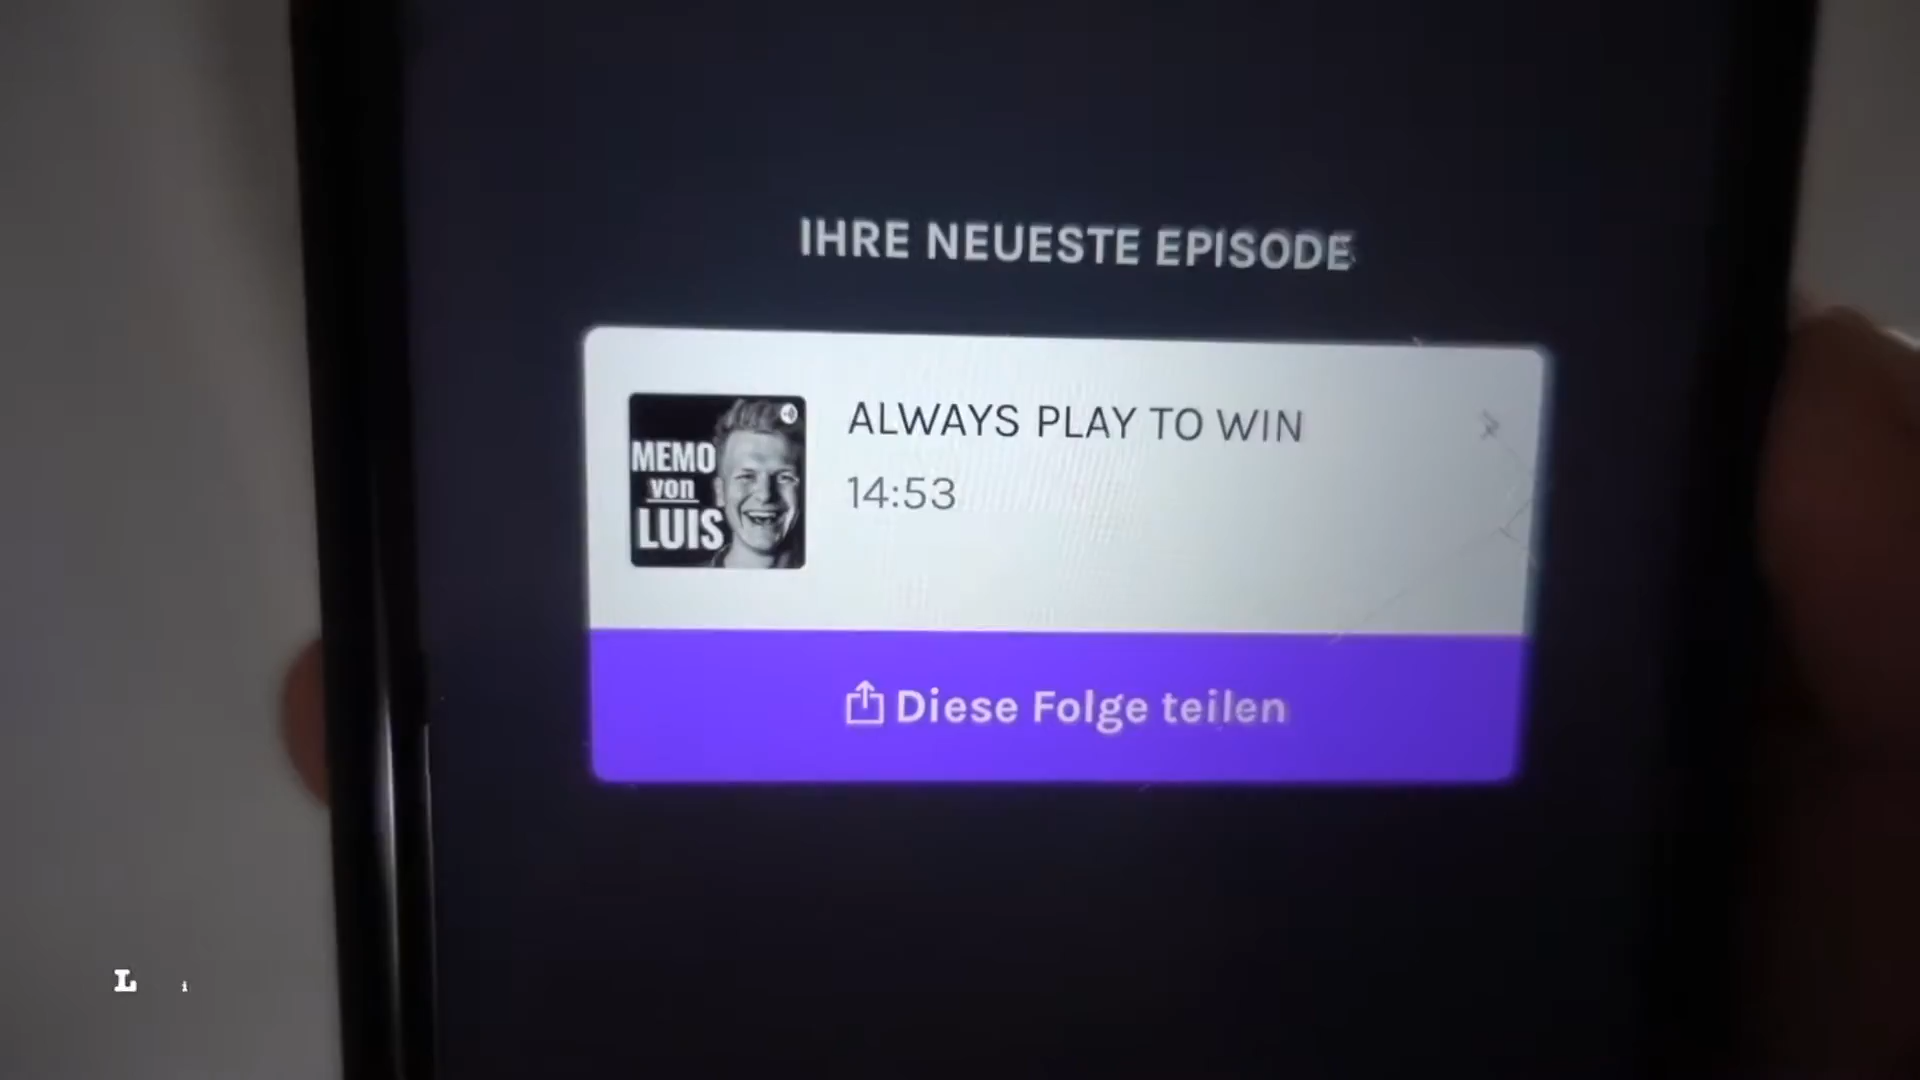 IHRE NEUESTE EPISODE
MEMO
von
LUIS
ALWAYS PLAY TO WIN
14:53
Diese Folge teilen
L i